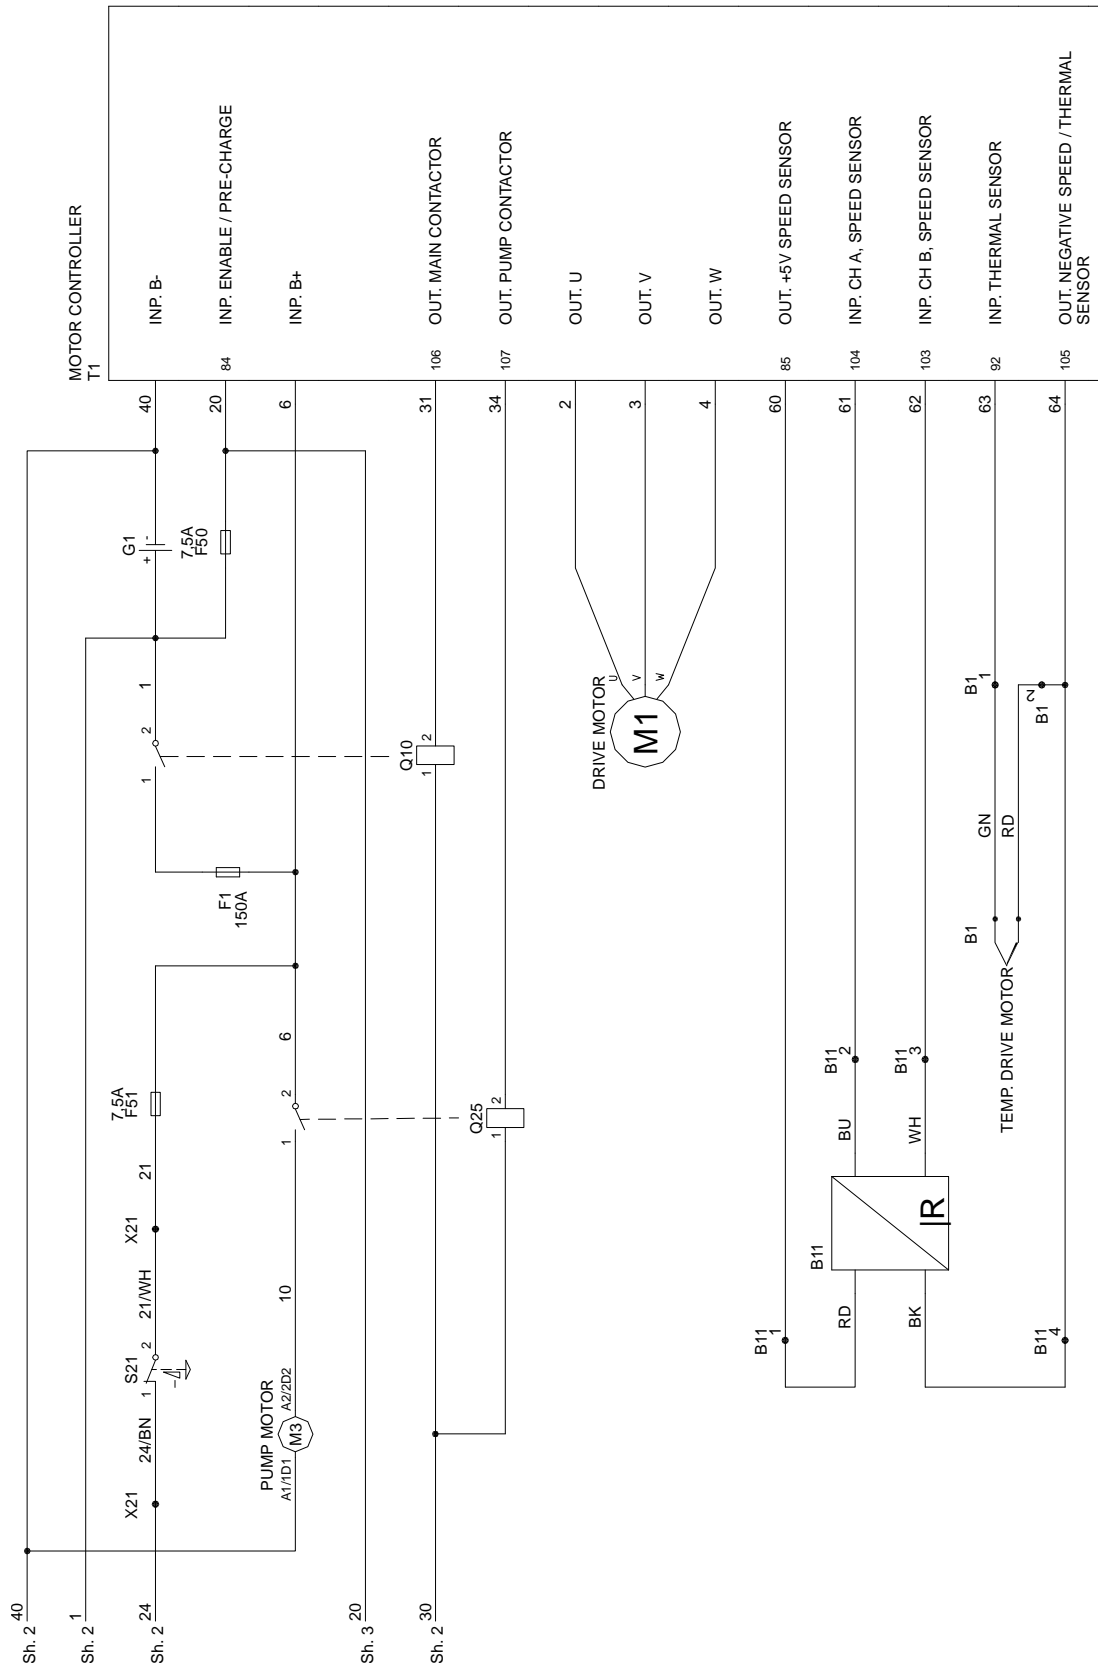 MOTOR CONTROLLER
T1
INP. B-
INP. ENABLE / PRE-CHARGE
INP. B+
OUT. MAIN CONTACTOR
OUT. PUMP CONTACTOR
OUT. U
OUT. V
OUT. W
OUT. +5V SPEED SENSOR
INP. CH A, SPEED SENSOR
INP. CH B, SPEED SENSOR
INP. THERMAL SENSOR
OUT. NEGATIVE SPEED / THERMAL
SENSOR
84
106
107
85
104
103
92
105
40
20
6
31
34
2
3
4
60
61
62
63
64
G1
+ -
7,5A
F50
1
2
1
Q10
1 2
F1
150A
DRIVE MOTOR
M1
U
V
W
B1
1
2
B1
GN
RD
B1
TEMP. DRIVE MOTOR
7,5A
F51
6
2
1
Q25
1 2
21
X21
21/WH
S21
1 2
24/BN
X21
10
PUMP MOTOR
M3
A2/2D2
A1/1D1
B11
2
B11
3
BU
WH
B11
IR
RD
BK
B11
1
B11
4
40
Sh. 2
1
Sh. 2
24
Sh. 2
20
Sh. 3
30
Sh. 2